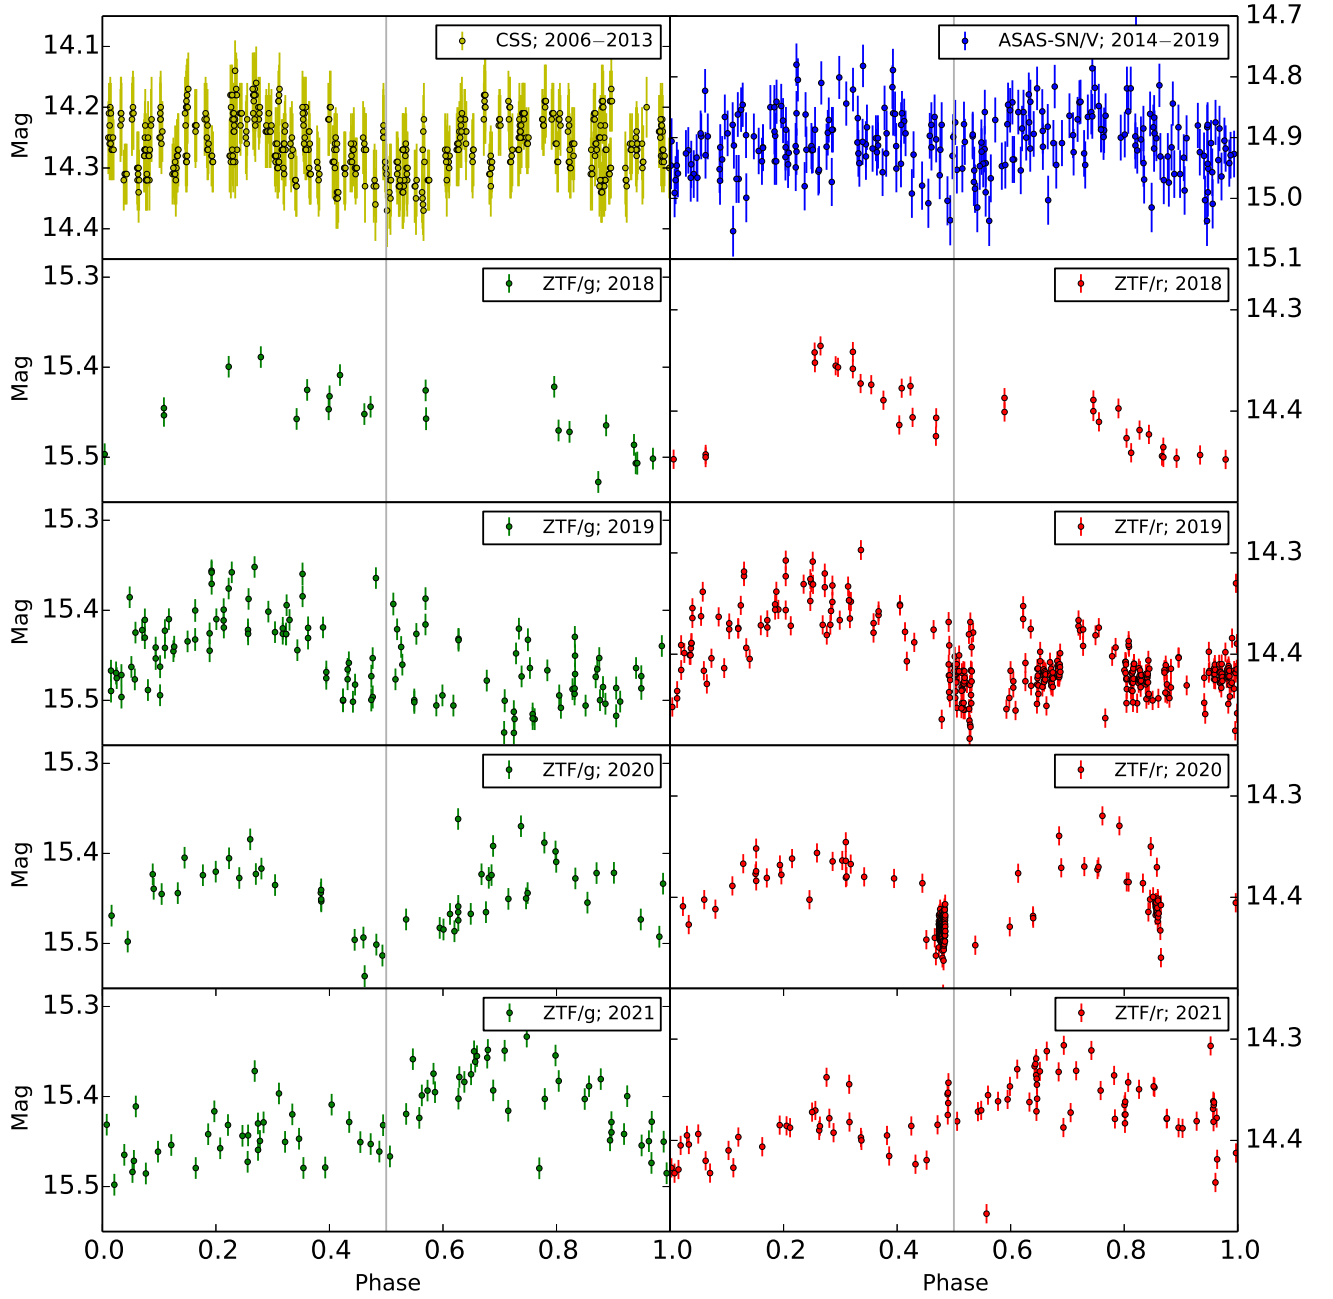 14.7
14.1
CSS; 2006−2013
ASAS-SN/V; 2014−2019
14.2
14.8
Mag
14.3
14.9
14.4
15.0
15.1
15.3
ZTF/g; 2018
ZTF/r; 2018
14.3
Mag
15.4
14.4
15.5
15.3
ZTF/g; 2019
ZTF/r; 2019
14.3
Mag
15.4
14.4
15.5
15.3
ZTF/g; 2020
ZTF/r; 2020
14.3
Mag
15.4
14.4
15.5
15.3
ZTF/g; 2021
ZTF/r; 2021
14.3
Mag
15.4
14.4
15.5
0.0 0.2 0.4 0.6 0.8 1.0 0.2 0.4 0.6 0.8 1.0
Phase Phase